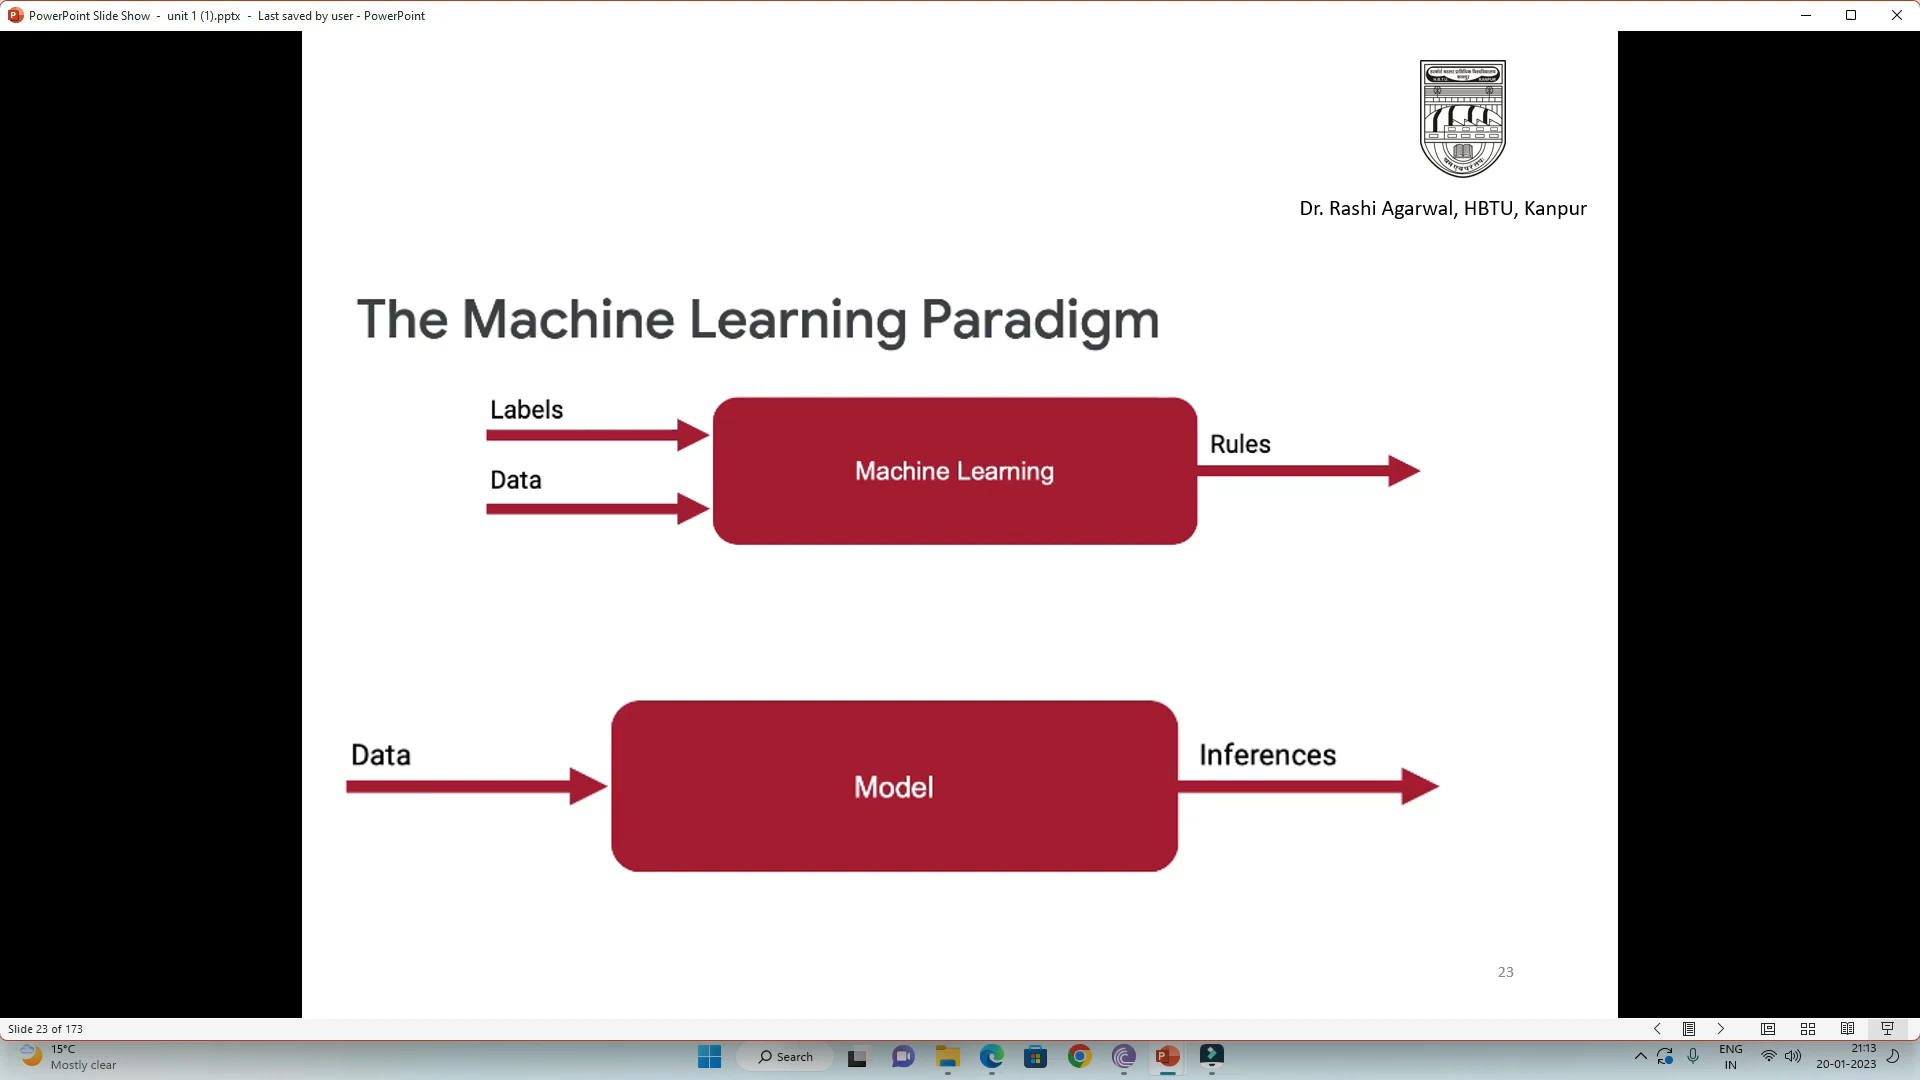 PowerPoint Slide Show - unit 1 (1).pptx - Last saved by user - PowerPoint
H.B.T.U. KANPUR
Dr. Rashi Agarwal, HBTU, Kanpur
The Machine Learning Paradigm
Labels
Data
Machine Learning
Rules
Data
Model
Inferences
23
Slide 23 of 173
15°C
Mostly clear
Search
ENG
IN
21:13
20-01-2023